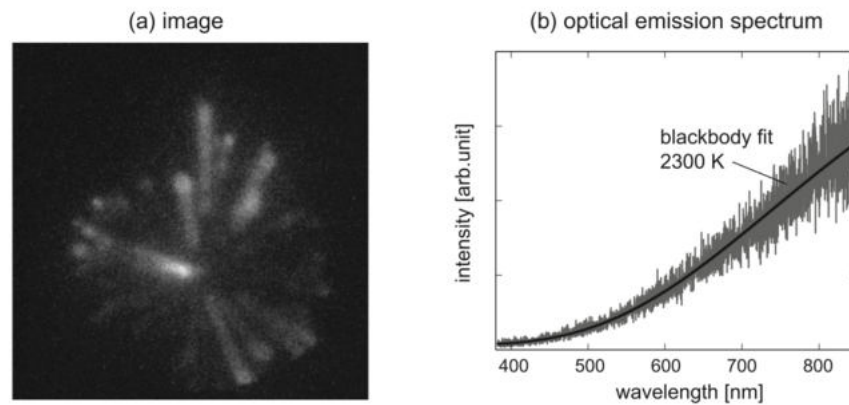 (a) image
(b) optical emission spectrum
intensity [arb.unit]
blackbody fit
2300 K
400
500
600
700
800
wavelength [nm]